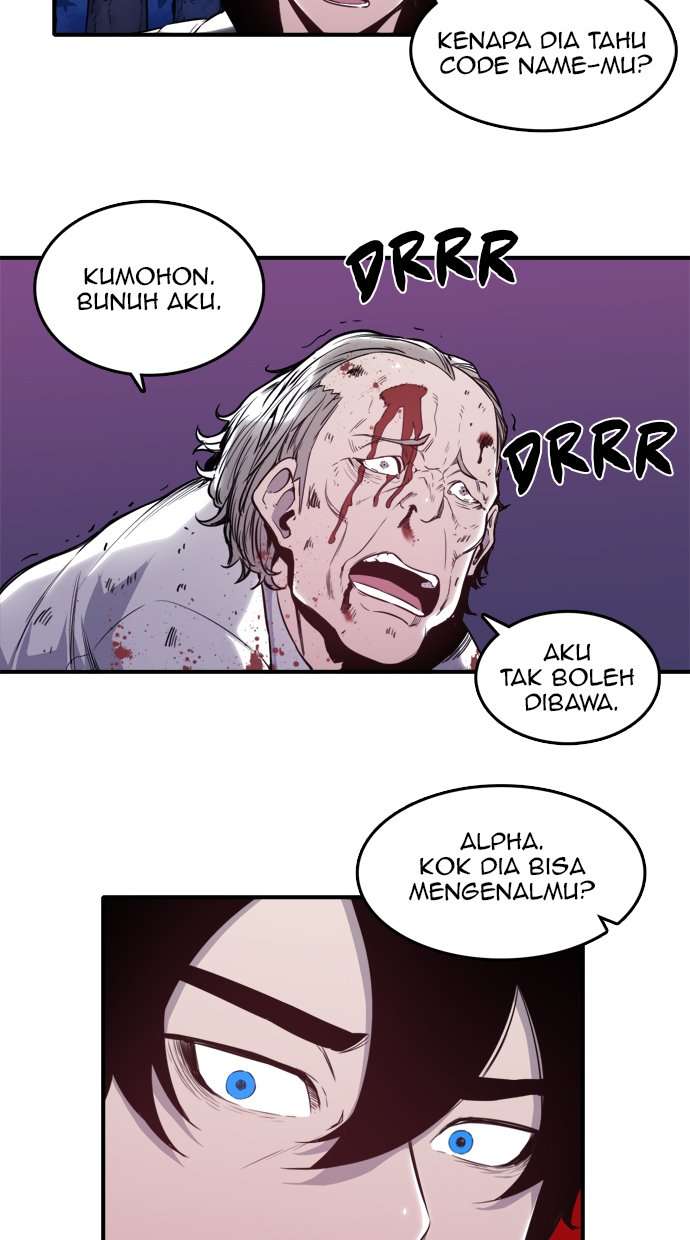 KENAPA DIA TAHU
CODE NAME-MU?
DRRR
KUMOHON.
BUNUH AKU.
DRRR
AKU
TAK BOLEH
DIBAWA.
ALPHA.
KOK DIA BISA
MENGENALMU?